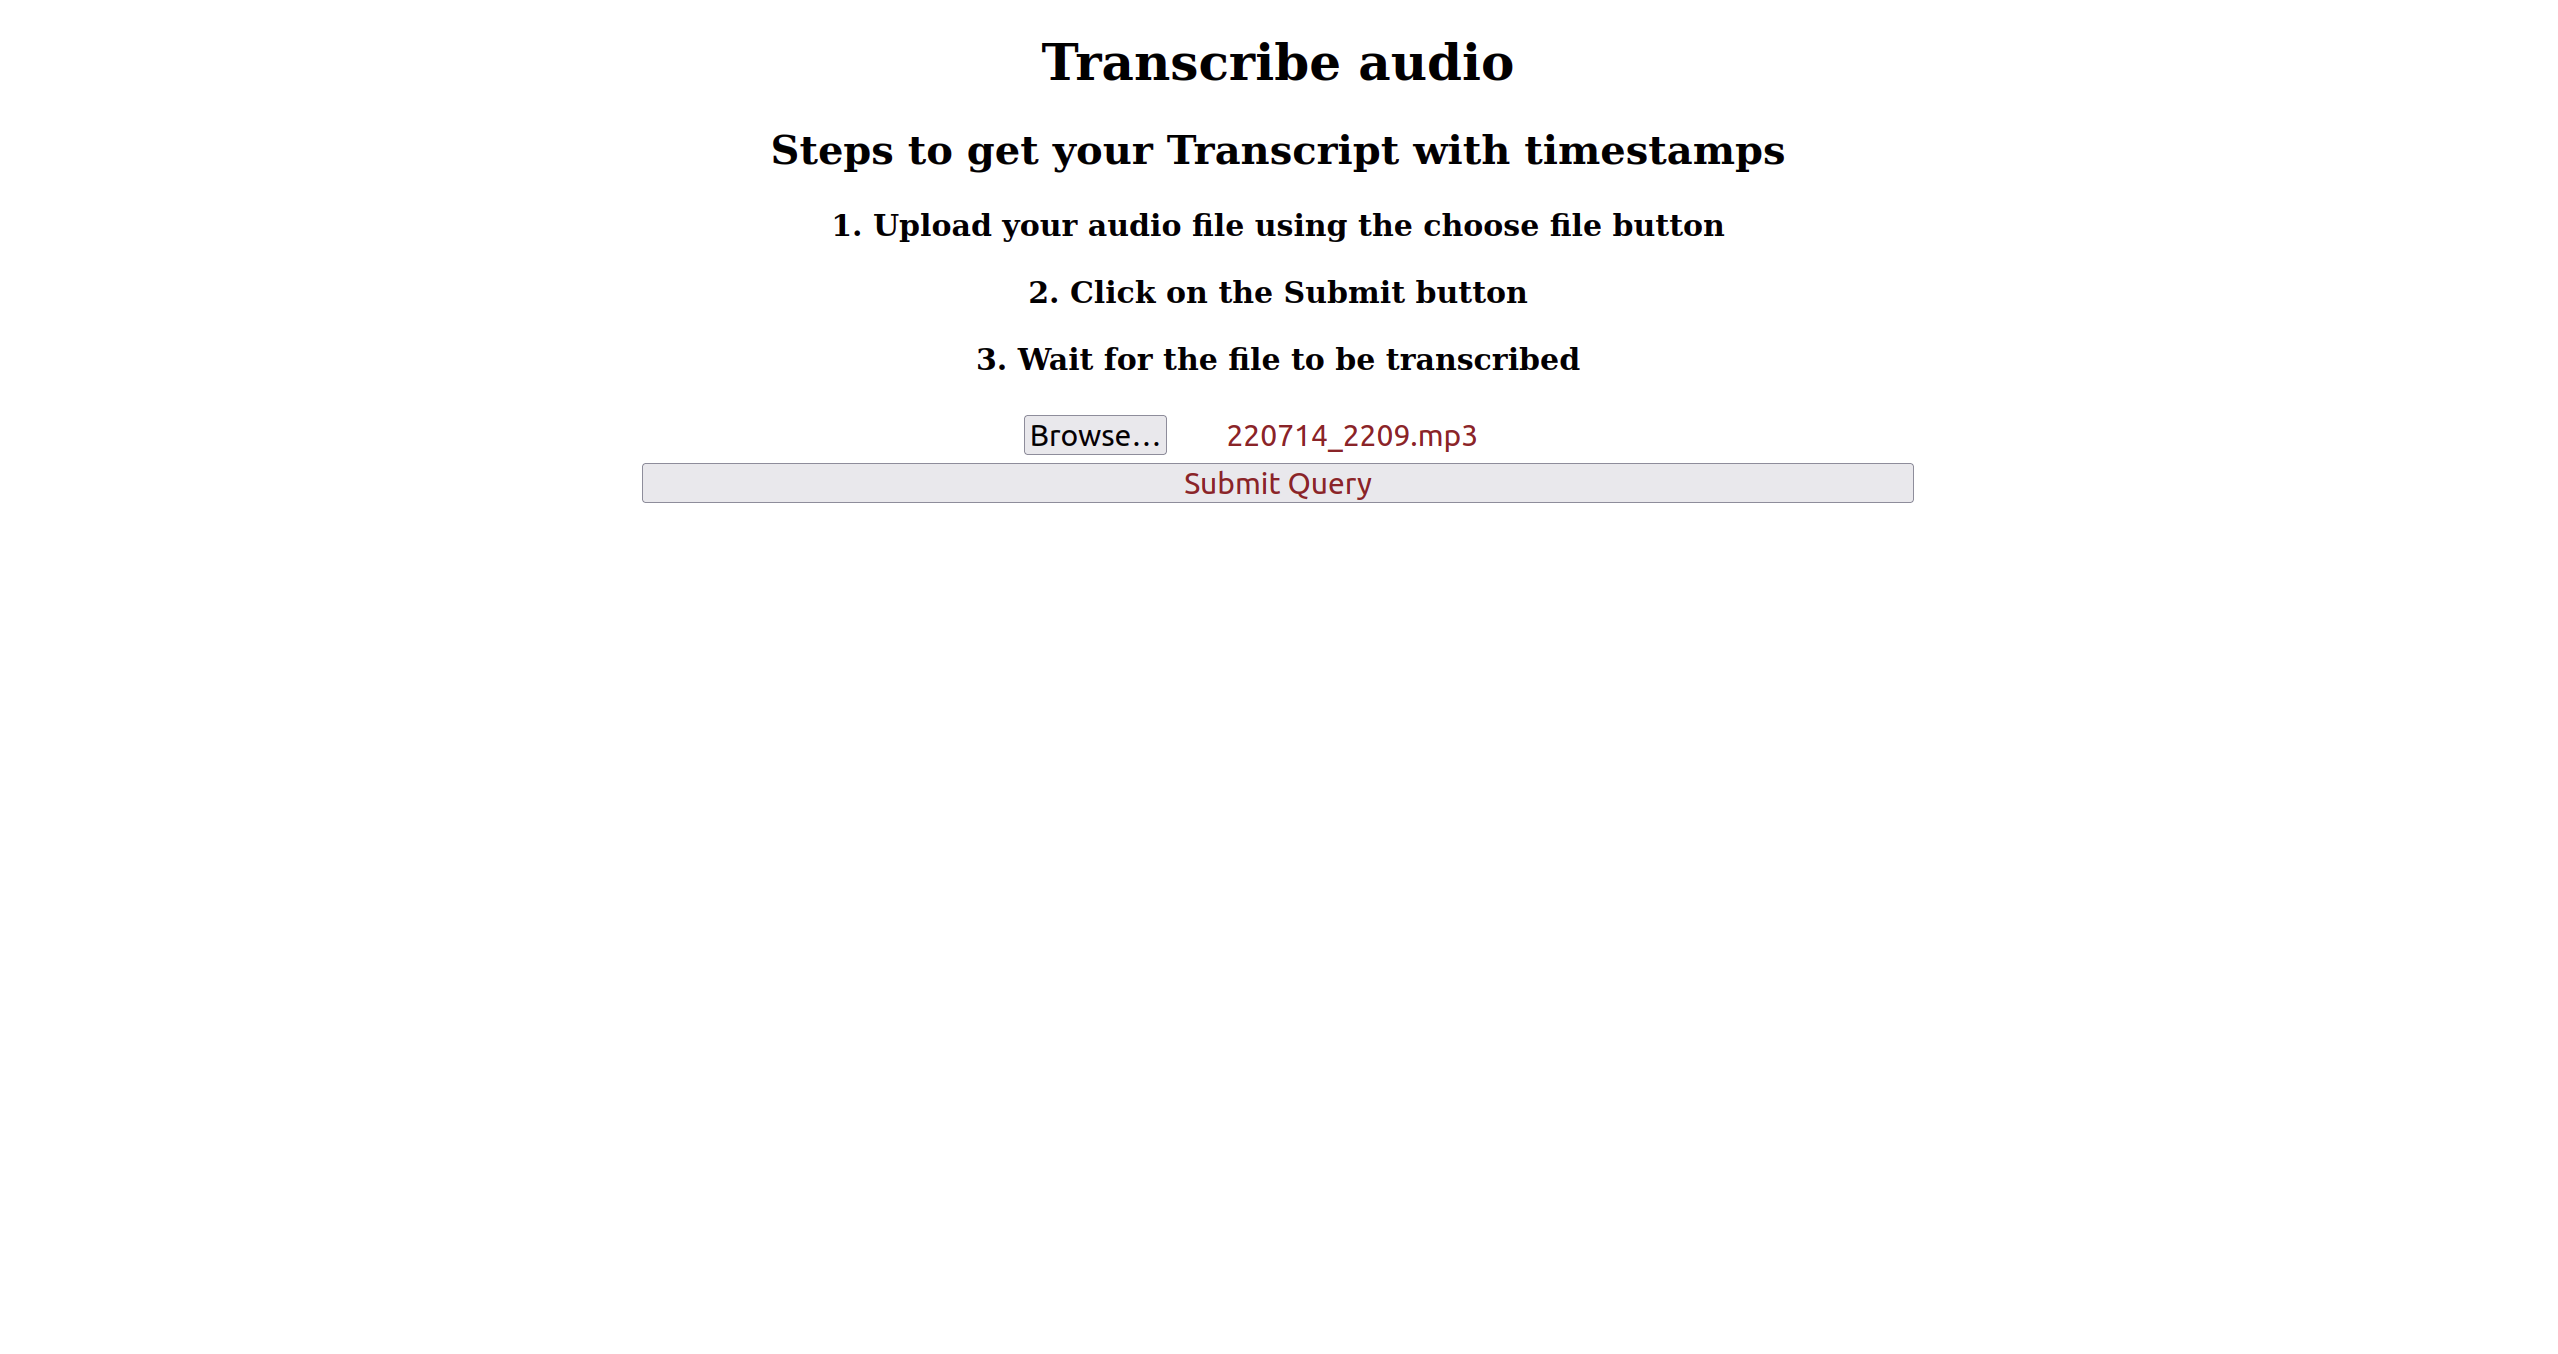 Transcribe audio
Steps to get your Transcript with timestamps
1. Upload your audio file using the choose file button
2. Click on the Submit button
3. Wait for the file to be transcribed
Browse… 220714_2209.mp3
Submit Query